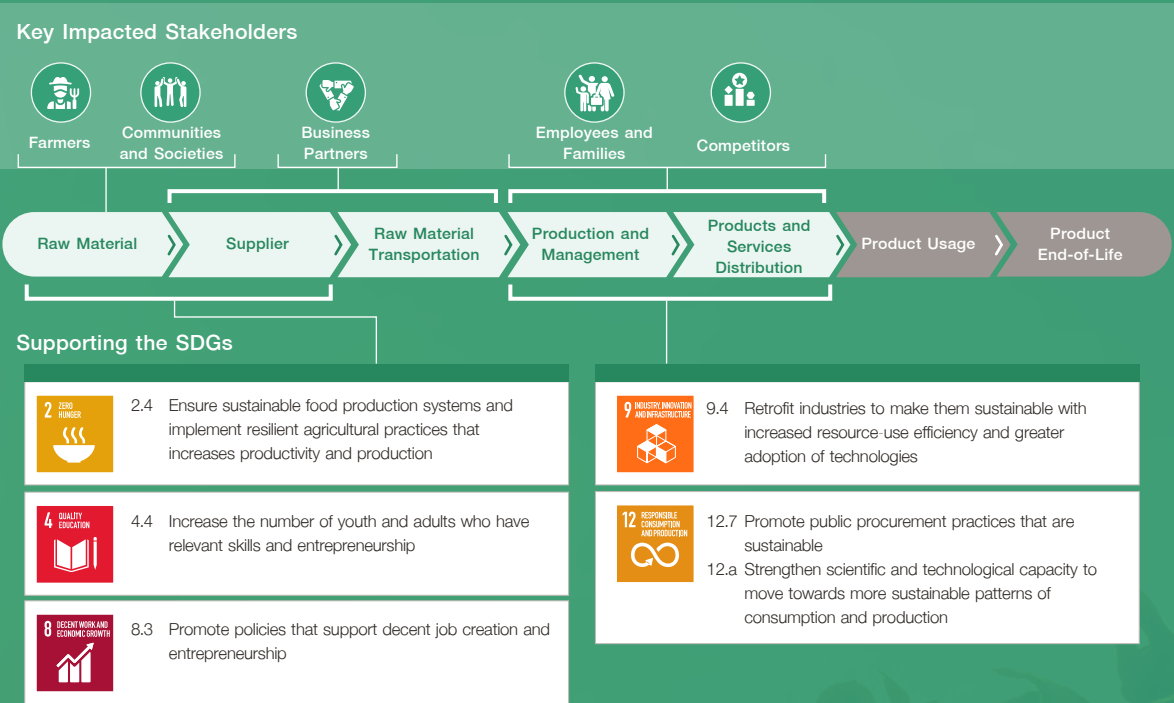 Key Impacted Stakeholders
Farmers
Communities
and Societies
Business
Partners
Employees and
Families
Competitors
Raw Material
Supplier
Raw Material
Transportation
Production and
Management
Products and
Services
Distribution
Product Usage
Product
End-of-Life
Supporting the SDGs
2 ZERO
HUNGER
2.4 Ensure sustainable food production systems and
implement resilient agricultural practices that
increases productivity and production
4 QUALITY
EDUCATION
4.4 Increase the number of youth and adults who have
relevant skills and entrepreneurship
8 DECENT WORK AND
ECONOMIC GROWTH
8.3 Promote policies that support decent job creation and
entrepreneurship
9 INDUSTRY, INNOVATION
AND INFRASTRUCTURE
9.4 Retrofit industries to make them sustainable with
increased resource-use efficiency and greater
adoption of technologies
12 RESPONSIBLE
CONSUMPTION
AND PRODUCTION
12.7 Promote public procurement practices that are
sustainable
12.a Strengthen scientific and technological capacity to
move towards more sustainable patterns of
consumption and production